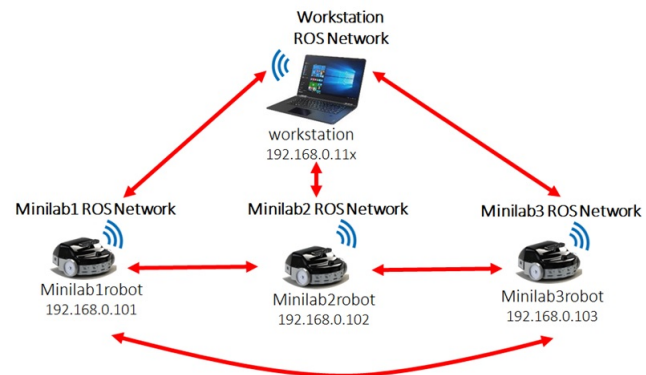 Workstation
ROS Network
workstation
192.168.0.11x
Minilab1 ROS Network
Minilab2 ROS Network
Minilab3 ROS Network
Minilab1robot
192.168.0.101
Minilab2robot
192.168.0.102
Minilab3robot
192.168.0.103